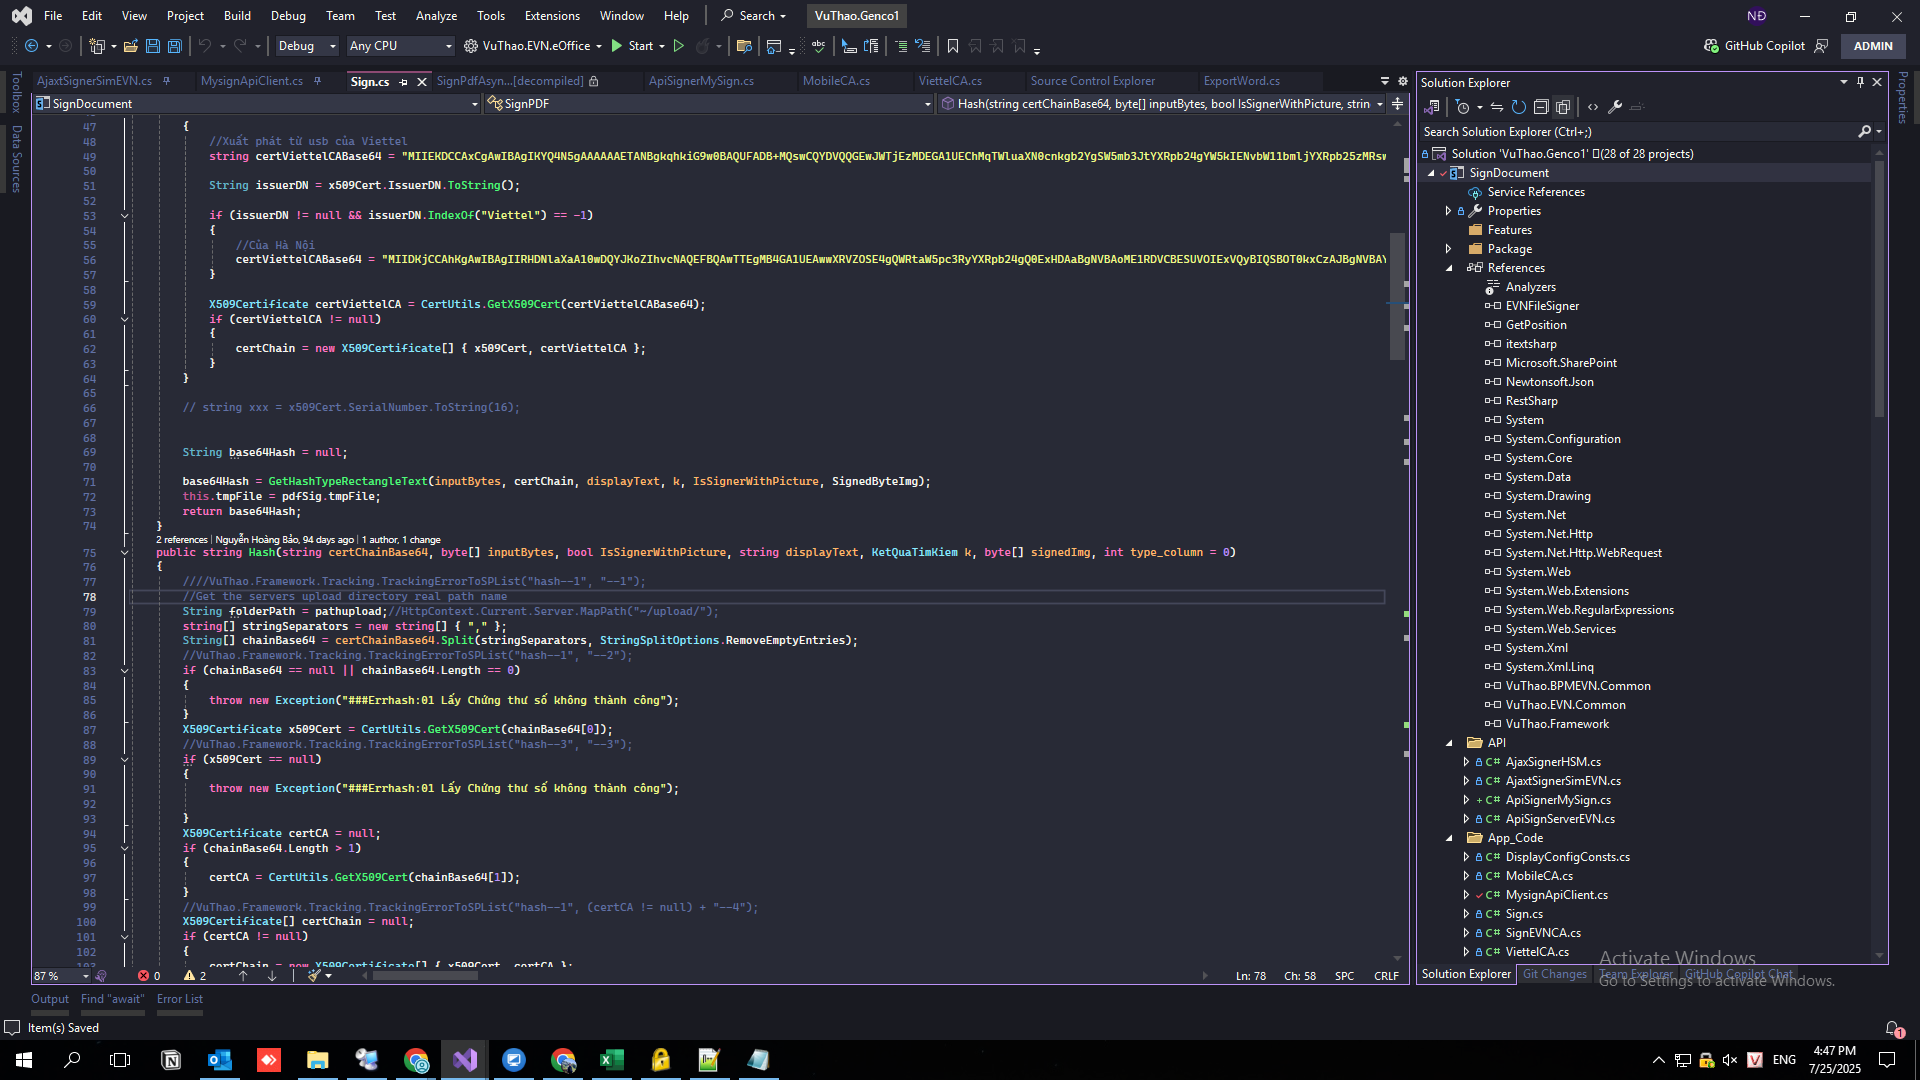 File Edit View Project Build Debug Team Test Analyze Tools Extensions Window Help Search VuThao.Genco1 NĐ
Debug Any CPU VuThao.EVN.eOffice Start GitHub Copilot ADMIN
AjaxtSignerSimEVN.cs MysignApiClient.cs Sign.cs SignPdfAsyn...[decompiled] ApiSignerMySign.cs MobileCA.cs ViettelCA.cs Source Control Explorer ExportWord.cs
SignDocument SignPDF Hash(string certChainBase64, byte[] inputBytes, bool IsSignerWithPicture, strin
Toolbox
Data Sources
47 {
48 //Xuất phát từ usb của Viettel
49 string certViettelCABase64 =
50
51 String issuerDN = x509Cert.IssuerDN.ToString();
52
53 if (issuerDN != null && issuerDN.IndexOf("Viettel") == -1)
54 {
55 //Của Hà Nội
56 certViettelCABase64 =
57 }
58
59 X509Certificate certViettelCA = CertUtils.GetX509Cert(certViettelCABase64);
60 if (certViettelCA != null)
61 {
62 certChain = new X509Certificate[] { x509Cert, certViettelCA };
63 }
64 }
65
66 // string xxx = x509Cert.SerialNumber.ToString(16);
67
68
69 String base64Hash = null;
70
71 base64Hash = GetHashTypeRectangleText(inputBytes, certChain, displayText, k, IsSignerWithPicture, SignedByteImg);
72 this.tmpFile = pdfSig.tmpFile;
73 return base64Hash;
74 }
2 references | Nguyễn Hoàng Bảo, 94 days ago | 1 author, 1 change
75 public string Hash(string certChainBase64, byte[] inputBytes, bool IsSignerWithPicture, string displayText, KetQuaTimKiem k, byte[] signedImg, int type_column = 0)
76 {
77 ////VuThao.Framework.Tracking.TrackingErrorToSPList("hash--1", "--1");
78 //Get the servers upload directory real path name
79 String folderPath = pathupload;//HttpContext.Current.Server.MapPath("~/upload/");
80 string[] stringSeparators = new string[] { "," };
81 String[] chainBase64 = certChainBase64.Split(stringSeparators, StringSplitOptions.RemoveEmptyEntries);
82 //VuThao.Framework.Tracking.TrackingErrorToSPList("hash--1", "--2");
83 if (chainBase64 == null || chainBase64.Length == 0)
84 {
85 throw new Exception("###Errhash:01 Lấy Chứng thư số không thành công");
86 }
87 X509Certificate x509Cert = CertUtils.GetX509Cert(chainBase64[0]);
88 //VuThao.Framework.Tracking.TrackingErrorToSPList("hash--3", "--3");
89 if (x509Cert == null)
90 {
91 throw new Exception("###Errhash:01 Lấy Chứng thư số không thành công");
92
93 }
94 X509Certificate certCA = null;
95 if (chainBase64.Length > 1)
96 {
97 certCA = CertUtils.GetX509Cert(chainBase64[1]);
98 }
99 //VuThao.Framework.Tracking.TrackingErrorToSPList("hash--1", (certCA != null) + "--4");
100 X509Certificate[] certChain = null;
101 if (certCA != null)
102 {
103 certChain = new X509Certificate[] { x509Cert, certCA };
87 % 0 2 Ln: 78 Ch: 58 SPC CRLF
Output Find "await" Error List
Item(s) Saved
Solution Explorer
Search Solution Explorer (Ctrl+;)
Solution 'VuThao.Genco1' (28 of 28 projects)
SignDocument
Service References
Properties
Features
Package
References
Analyzers
EVNFileSigner
GetPosition
itextsharp
Microsoft.SharePoint
Newtonsoft.Json
RestSharp
System
System.Configuration
System.Core
System.Data
System.Drawing
System.Net
System.Net.Http
System.Net.Http.WebRequest
System.Web
System.Web.Extensions
System.Web.RegularExpressions
System.Web.Services
System.Xml
System.Xml.Linq
VuThao.BPMEVN.Common
VuThao.EVN.Common
VuThao.Framework
API
C# AjaxSignerHSM.cs
C# AjaxtSignerSimEVN.cs
C# ApiSignerMySign.cs
C# ApiSignServerEVN.cs
App_Code
C# DisplayConfigConsts.cs
C# MobileCA.cs
C# MysignApiClient.cs
C# Sign.cs
C# SignEVNCA.cs
C# ViettelCA.cs
Solution Explorer Git Changes Team Explorer GitHub Copilot Chat
Properties
Activate Windows
Go to Settings to activate Windows.
1
ENG
4:47 PM
7/25/2025